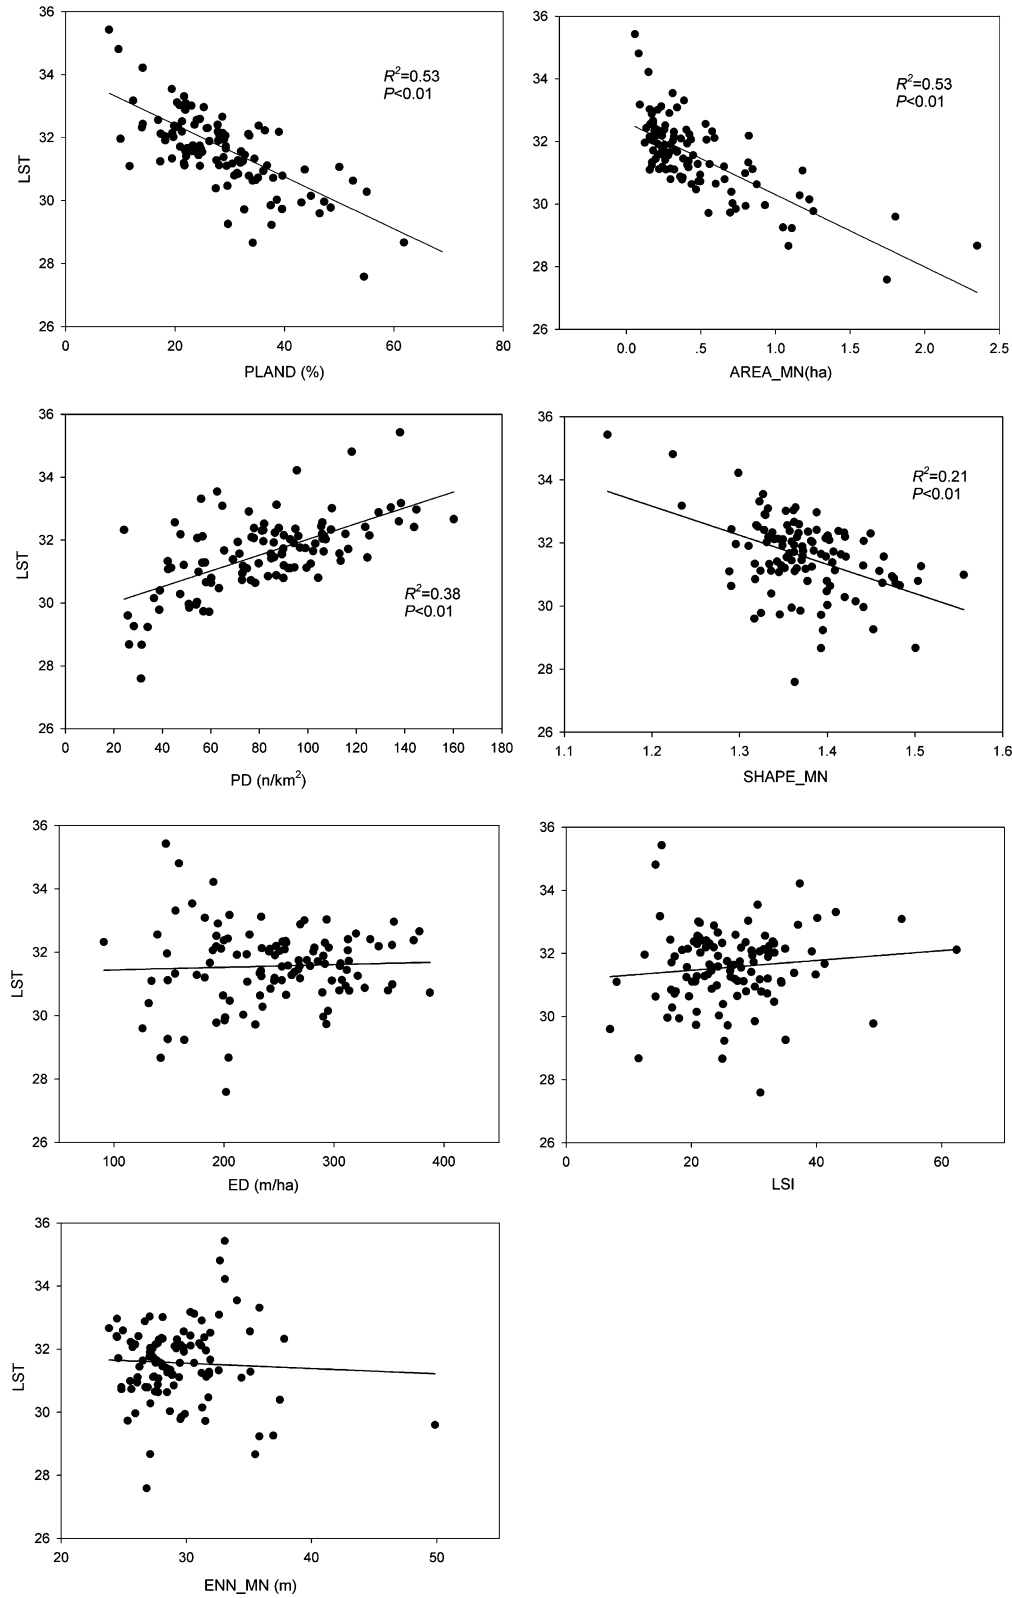 36
34
32
30
28
26
LST
R²=0.53
P<0.01
0 20 40 60 80
PLAND (%)
36
34
32
30
28
26
R²=0.53
P<0.01
0.0 .5 1.0 1.5 2.0 2.5
AREA_MN(ha)
36
34
32
30
28
26
LST
R²=0.38
P<0.01
0 20 40 60 80 100 120 140 160 180
PD (n/km²)
36
34
32
30
28
26
R²=0.21
P<0.01
1.1 1.2 1.3 1.4 1.5 1.6
SHAPE_MN
36
34
32
30
28
26
LST
100 200 300 400
ED (m/ha)
36
34
32
30
28
26
0 20 40 60
LSI
36
34
32
30
28
26
LST
20 30 40 50
ENN_MN (m)